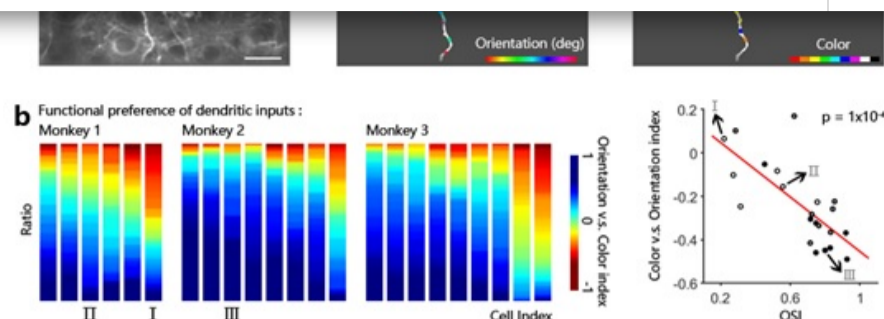 Orientation (deg)
Color
b
Functional preference of dendritic inputs :
Monkey 1
Monkey 2
Monkey 3
Ratio
II
I
III
Cell Index
Orientation v.s. Color index
1
0
-1
Color v.s. Orientation index
0.2
0
-0.2
-0.4
-0.6
I
II
III
0.2
0.6
1
OSI